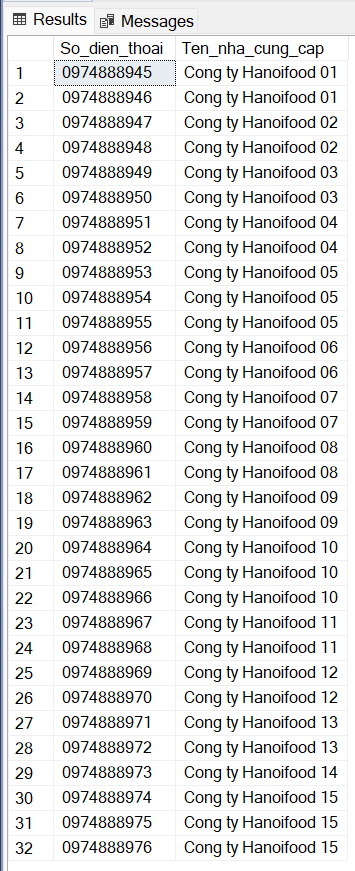 Results Messages
So_dien_thoai Ten_nha_cung_cap
1 0974888945 Cong ty Hanoifood 01
2 0974888946 Cong ty Hanoifood 01
3 0974888947 Cong ty Hanoifood 02
4 0974888948 Cong ty Hanoifood 02
5 0974888949 Cong ty Hanoifood 03
6 0974888950 Cong ty Hanoifood 03
7 0974888951 Cong ty Hanoifood 04
8 0974888952 Cong ty Hanoifood 04
9 0974888953 Cong ty Hanoifood 05
10 0974888954 Cong ty Hanoifood 05
11 0974888955 Cong ty Hanoifood 05
12 0974888956 Cong ty Hanoifood 06
13 0974888957 Cong ty Hanoifood 06
14 0974888958 Cong ty Hanoifood 07
15 0974888959 Cong ty Hanoifood 07
16 0974888960 Cong ty Hanoifood 08
17 0974888961 Cong ty Hanoifood 08
18 0974888962 Cong ty Hanoifood 09
19 0974888963 Cong ty Hanoifood 09
20 0974888964 Cong ty Hanoifood 10
21 0974888965 Cong ty Hanoifood 10
22 0974888966 Cong ty Hanoifood 10
23 0974888967 Cong ty Hanoifood 11
24 0974888968 Cong ty Hanoifood 11
25 0974888969 Cong ty Hanoifood 12
26 0974888970 Cong ty Hanoifood 12
27 0974888971 Cong ty Hanoifood 13
28 0974888972 Cong ty Hanoifood 13
29 0974888973 Cong ty Hanoifood 14
30 0974888974 Cong ty Hanoifood 15
31 0974888975 Cong ty Hanoifood 15
32 0974888976 Cong ty Hanoifood 15